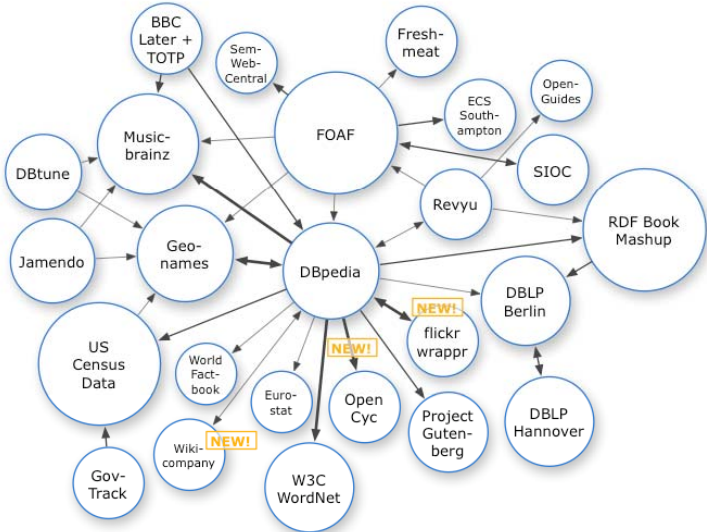 BBC
Later +
TOTP
Sem-
Web-
Central
Fresh-
meat
ECS
South-
ampton
Open-
Guides
Music-
brainz
FOAF
SIOC
DBtune
Revyu
RDF Book
Mashup
Jamendo
Geo-
names
DBpedia
DBLP
Berlin
NEW!
flickr
wrappr
US
Census
Data
World
Fact-
book
NEW!
Euro-
stat
Open
Cyc
Project
Guten-
berg
DBLP
Hannover
Wiki-
company
NEW!
Gov-
Track
W3C
WordNet